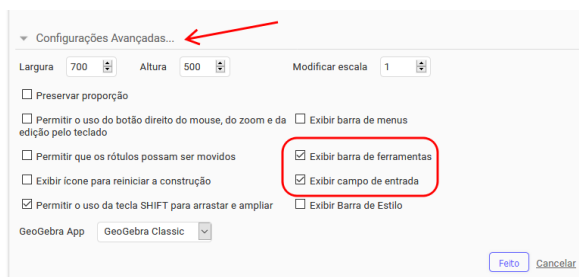 Configurações Avançadas...
Largura 700 Altura 500 Modificar escala 1
Preservar proporção
Permitir o uso do botão direito do mouse, do zoom e da edição pelo teclado
Exibir barra de menus
Permitir que os rótulos possam ser movidos
Exibir barra de ferramentas
Exibir ícone para reiniciar a construção
Exibir campo de entrada
Permitir o uso da tecla SHIFT para arrastar e ampliar
Exibir Barra de Estilo
GeoGebra App GeoGebra Classic
Feito Cancelar